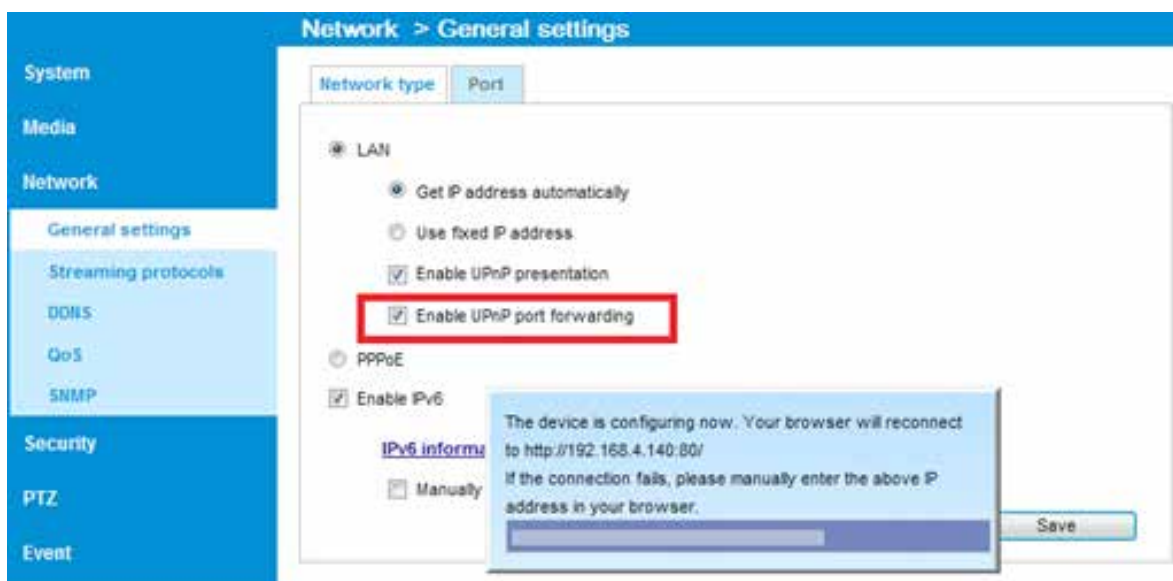 Network > General settings
System
Media
Network
General settings
Streaming protocols
DDNS
QoS
SNMP
Security
PTZ
Event
Network type
Port
LAN
Get IP address automatically
Use fixed IP address
Enable UPnP presentation
Enable UPnP port forwarding
PPPoE
Enable IPv6
IPv6 informa
Manually
The device is configuring now. Your browser will reconnect
to http://192.168.4.140:80/
If the connection fails, please manually enter the above IP
address in your browser.
Save